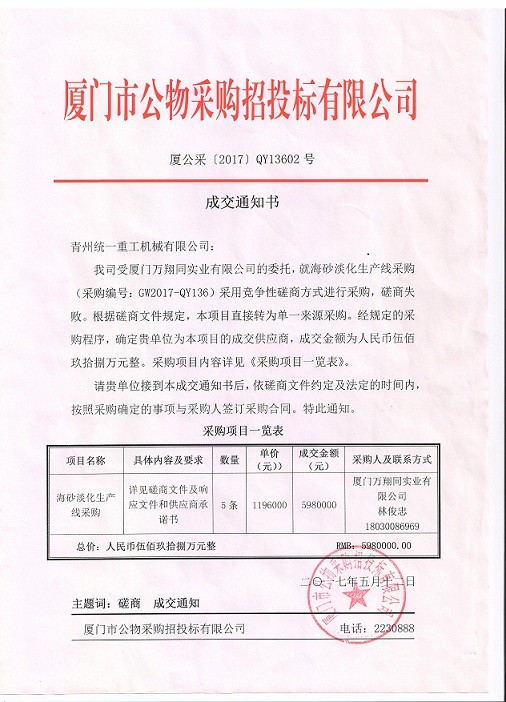 厦门市公物采购招投标有限公司
厦公采〔2017〕QY13602 号
成交通知书
青州统一重工机械有限公司：
我司受厦门万翔同实业有限公司的委托，就海砂淡化生产线采购
（采购编号：GW2017-QY136）采用竞争性磋商方式进行采购，磋商失
败。根据磋商文件规定，本项目直接转为单一来源采购。经规定的采
购程序，确定贵单位为本项目的成交供应商，成交金额为人民币伍佰
玖拾捌万元整。采购项目内容详见《采购项目一览表》。
请贵单位接到本成交通知书后，依磋商文件约定及法定的时间内，
按照采购确定的事项与采购人签订采购合同。特此通知。
采购项目一览表
项目名称 具体内容及要求 数量 单价（元）） 成交金额（元） 采购人及联系方式
海砂淡化生产线采购 详见磋商文件及响应文件和供应商承诺书 5 条 1196000 5980000 厦门万翔同实业有限公司 林俊忠 18030086969
总价：人民币伍佰玖拾捌万元整 RMB：5980000.00
二〇一七年五月十二日
主题词：磋商 成交通知
厦门市公物采购招投标有限公司 电话：2230888
厦门市公物采购招投标有限公司